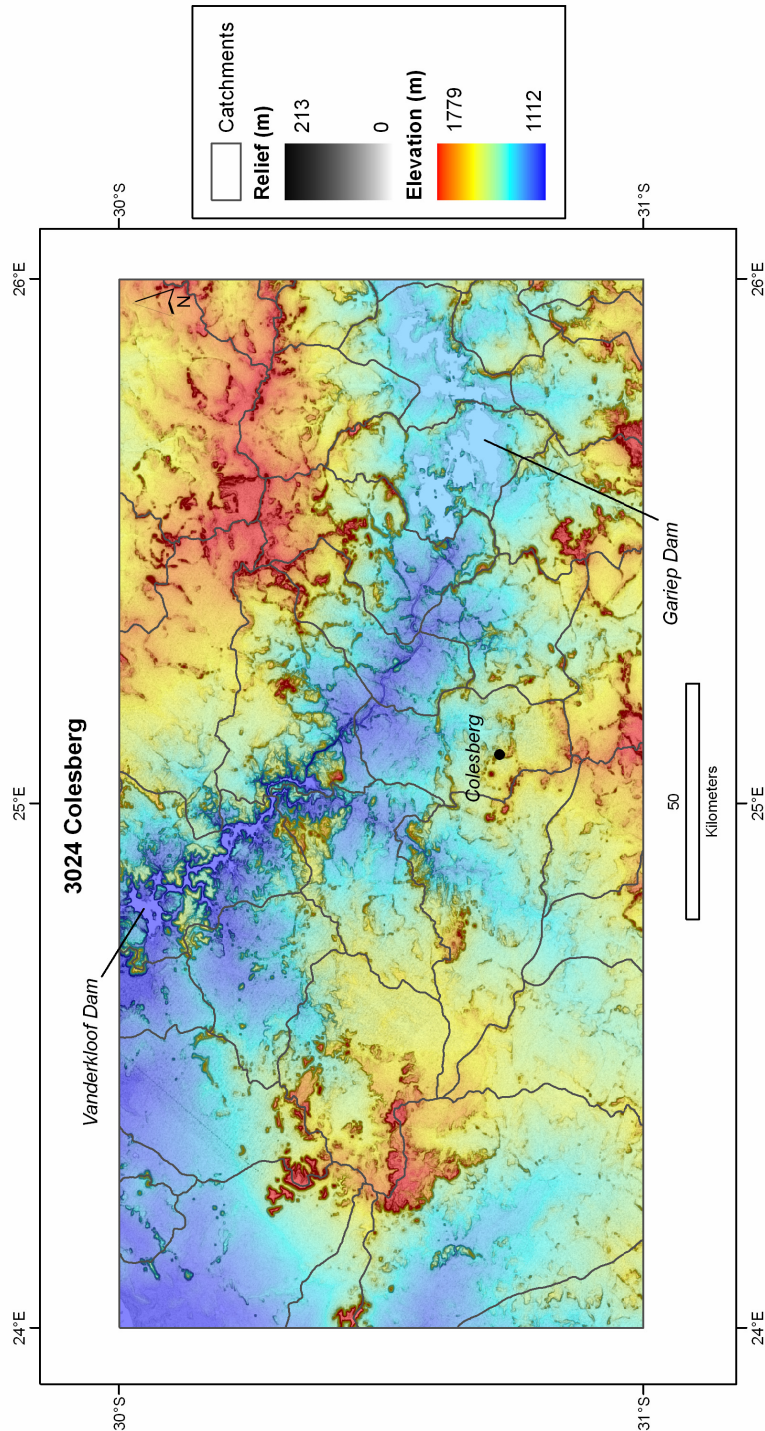 3024 Colesberg
24°E
25°E
26°E
30°S
30°S
31°S
31°S
24°E
25°E
26°E
N
Vanderkloof Dam
Colesberg
Gariep Dam
50
Kilometers
Catchments
Relief (m)
213
0
Elevation (m)
1779
1112